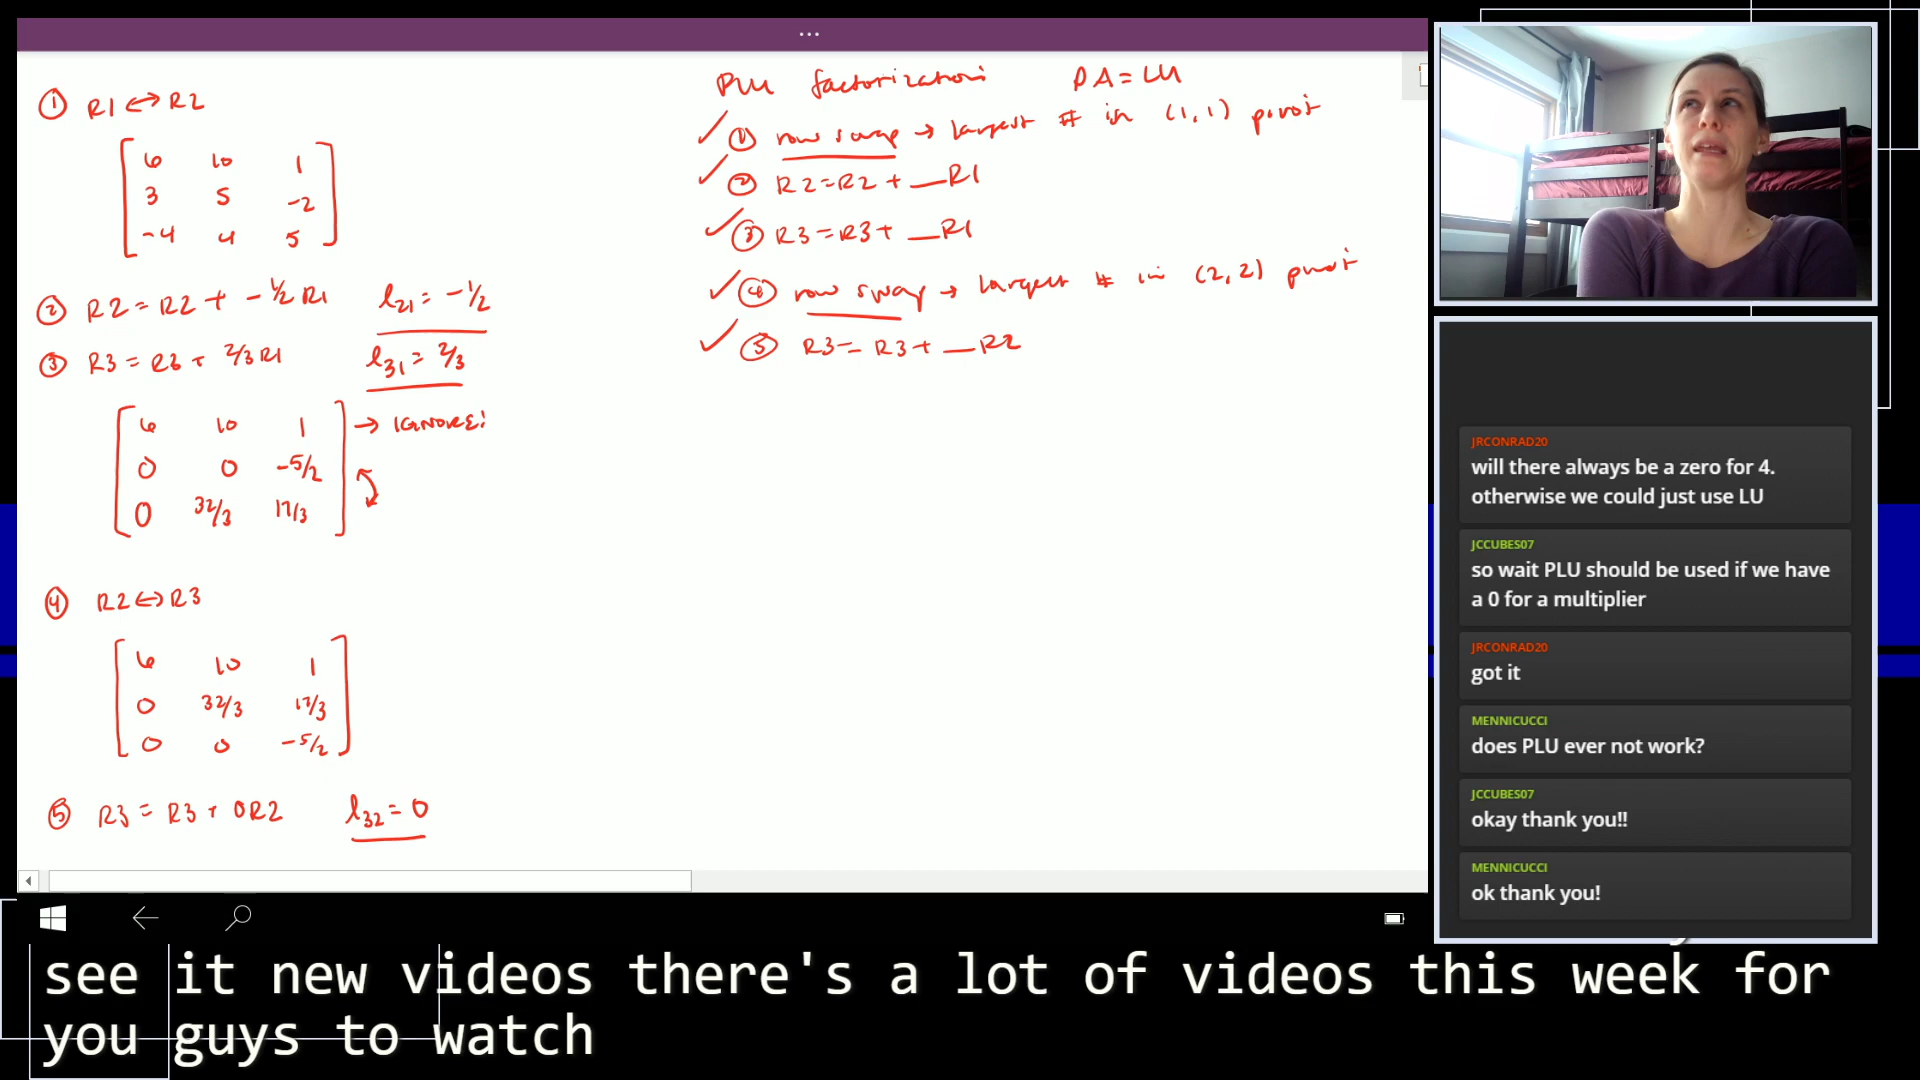 ...
① R1 ↔ R2
6 10 1
3 5 -2
-4 4 5
② R2 = R2 + -1/2 R1 l21 = -1/2
③ R3 = R3 + 2/3 R1 l31 = 2/3
6 10 1 → IGNORE!
0 0 -5/2
0 32/3 17/3
④ R2 ↔ R3
6 10 1
0 32/3 17/3
0 0 -5/2
⑤ R3 = R3 + 0R2 l32 = 0
PLU factorization PA = LU
✓ ① row swap → largest # in (1,1) pivot
✓ ② R2 = R2 + __R1
✓ ③ R3 = R3 + __R1
✓ ④ row swap → largest # in (2,2) pivot
✓ ⑤ R3 = R3 + __R2
JRCONRAD20
will there always be a zero for 4.
otherwise we could just use LU
JCCUBES07
so wait PLU should be used if we have
a 0 for a multiplier
JRCONRAD20
got it
MENNICUCCI
does PLU ever not work?
JCCUBES07
okay thank you!!
MENNICUCCI
ok thank you!
see it new videos there's a lot of videos this week for
you guys to watch